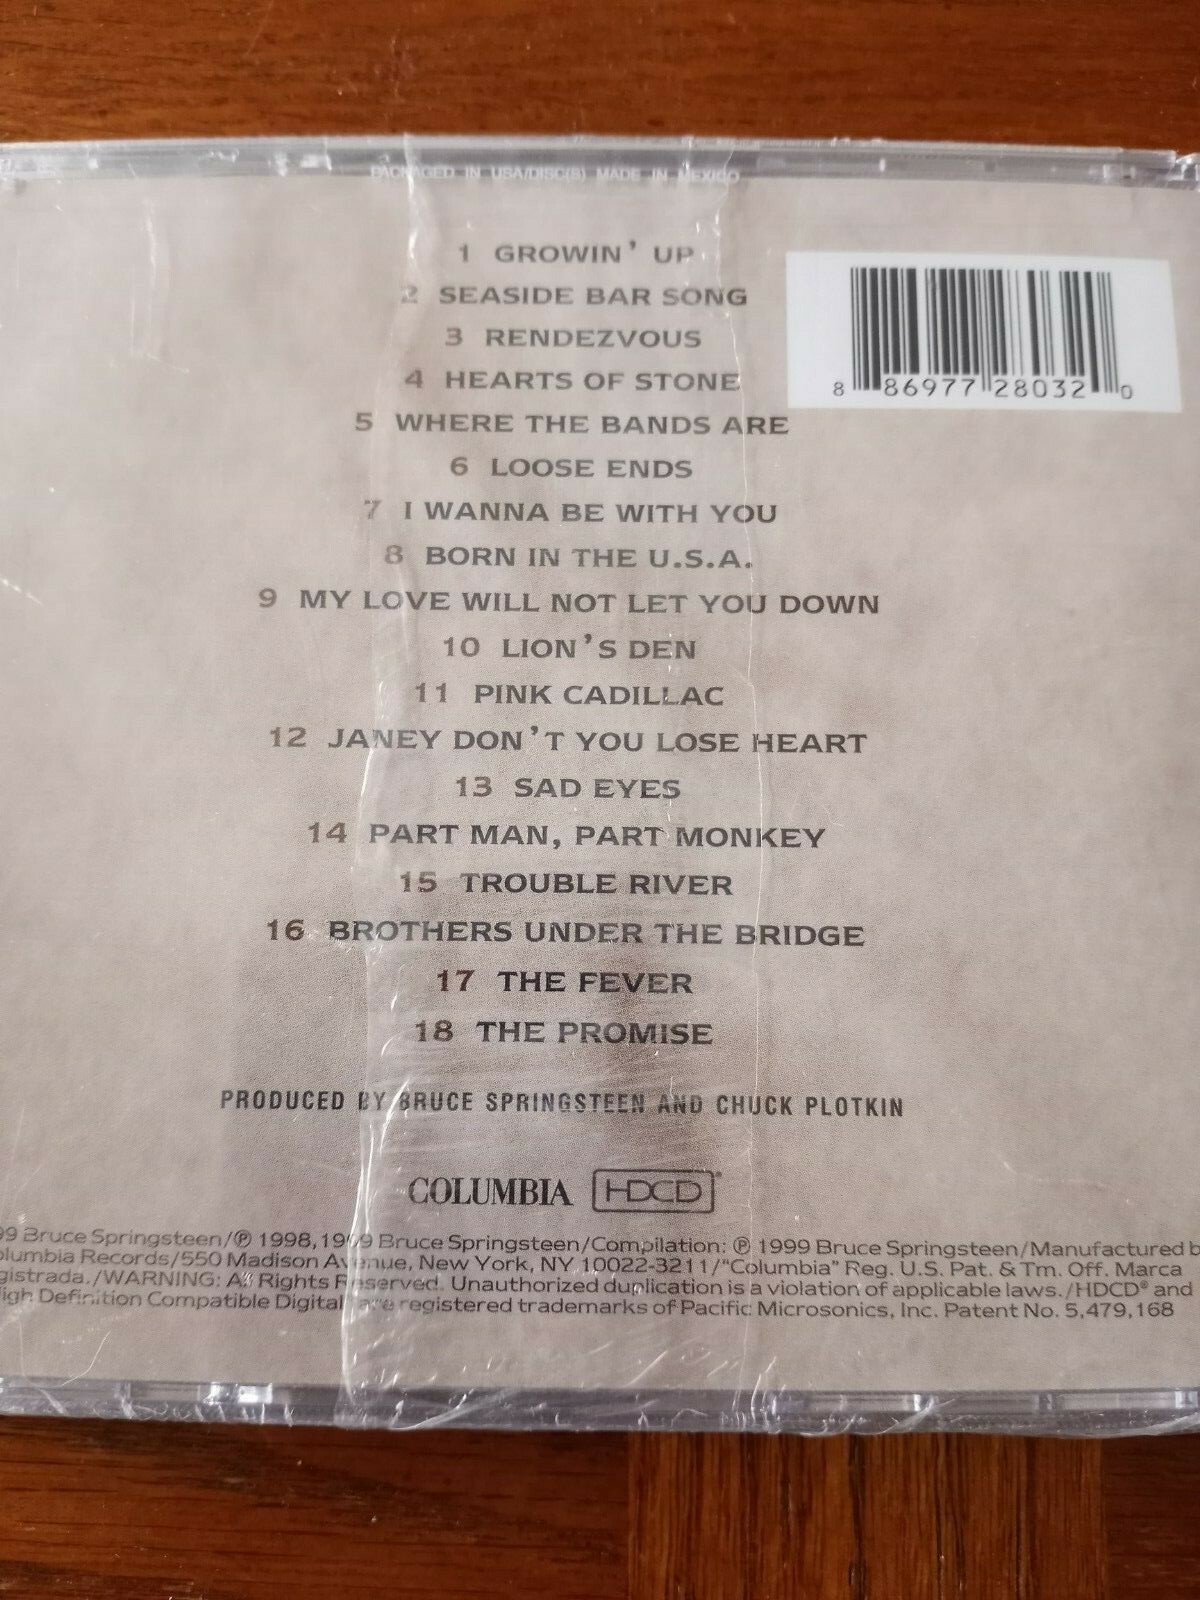 PACKAGED IN USA/DISC(S) MADE IN MEXICO
1 GROWIN' UP
2 SEASIDE BAR SONG
3 RENDEZVOUS
4 HEARTS OF STONE
5 WHERE THE BANDS ARE
6 LOOSE ENDS
7 I WANNA BE WITH YOU
8 BORN IN THE U.S.A.
9 MY LOVE WILL NOT LET YOU DOWN
10 LION'S DEN
11 PINK CADILLAC
12 JANEY DON'T YOU LOSE HEART
13 SAD EYES
14 PART MAN, PART MONKEY
15 TROUBLE RIVER
16 BROTHERS UNDER THE BRIDGE
17 THE FEVER
18 THE PROMISE
8 86977 28032 0
PRODUCED BY BRUCE SPRINGSTEEN AND CHUCK PLOTKIN
COLUMBIA HDCD®
99 Bruce Springsteen/℗ 1998, 1999 Bruce Springsteen/Compilation: ℗ 1999 Bruce Springsteen/Manufactured b
olumbia Records/550 Madison Avenue, New York, NY 10022-3211/"Columbia" Reg. U.S. Pat. & Tm. Off. Marca
gistrada./WARNING: All Rights Reserved. Unauthorized duplication is a violation of applicable laws./HDCD® and
High Definition Compatible Digital are registered trademarks of Pacific Microsonics, Inc. Patent No. 5,479,168